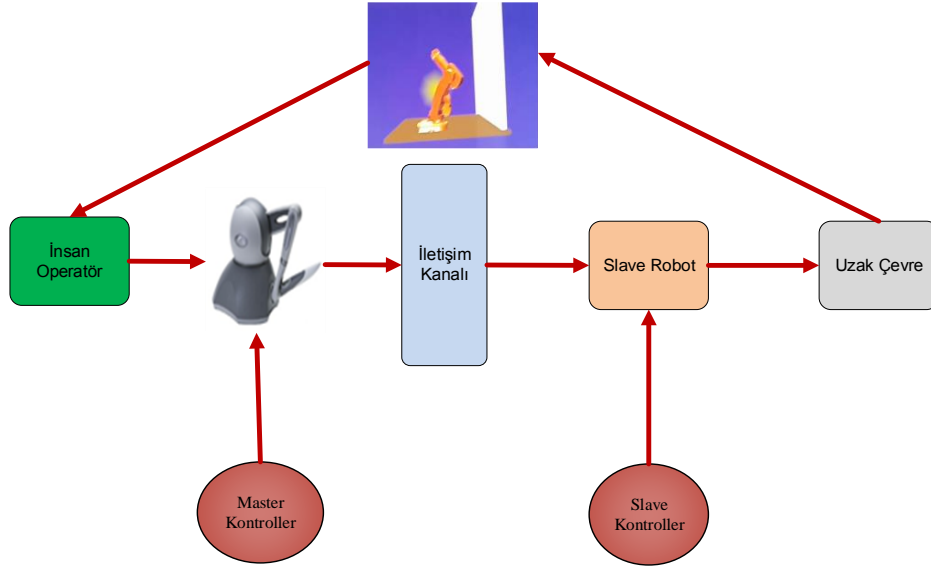 İnsan
Operatör
İletişim
Kanalı
Slave Robot
Uzak Çevre
Master
Kontroller
Slave
Kontroller